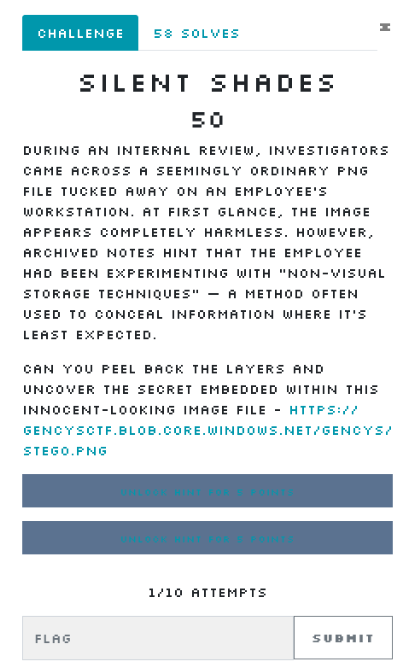 CHALLENGE 58 SOLVES
SILENT SHADES
50
DURING AN INTERNAL REVIEW, INVESTIGATORS
CAME ACROSS A SEEMINGLY ORDINARY PNG
FILE TUCKED AWAY ON AN EMPLOYEE'S
WORKSTATION. AT FIRST GLANCE, THE IMAGE
APPEARS COMPLETELY HARMLESS. HOWEVER,
ARCHIVED NOTES HINT THAT THE EMPLOYEE
HAD BEEN EXPERIMENTING WITH "NON-VISUAL
STORAGE TECHNIQUES" — A METHOD OFTEN
USED TO CONCEAL INFORMATION WHERE IT'S
LEAST EXPECTED.
CAN YOU PEEL BACK THE LAYERS AND
UNCOVER THE SECRET EMBEDDED WITHIN THIS
INNOCENT-LOOKING IMAGE FILE - HTTPS://
GENCYSCTF.BLOB.CORE.WINDOWS.NET/GENCYS/
STEGO.PNG
1/10 ATTEMPTS
FLAG SUBMIT